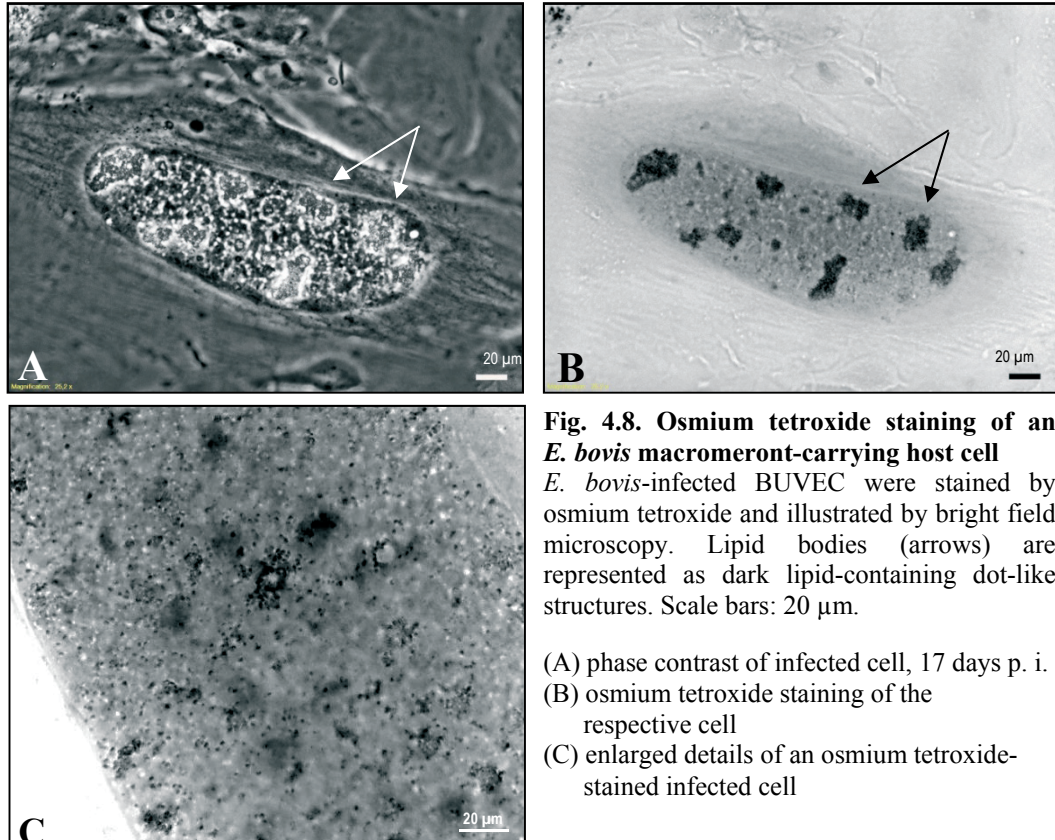 A
20 µm
Magnification: 25,2 x
B
20 µm
C
20 µm
Fig. 4.8. Osmium tetroxide staining of an
E. bovis macromeront-carrying host cell
E. bovis-infected BUVEC were stained by
osmium tetroxide and illustrated by bright field
microscopy. Lipid bodies (arrows) are
represented as dark lipid-containing dot-like
structures. Scale bars: 20 µm.
(A) phase contrast of infected cell, 17 days p. i.
(B) osmium tetroxide staining of the
respective cell
(C) enlarged details of an osmium tetroxide-
stained infected cell